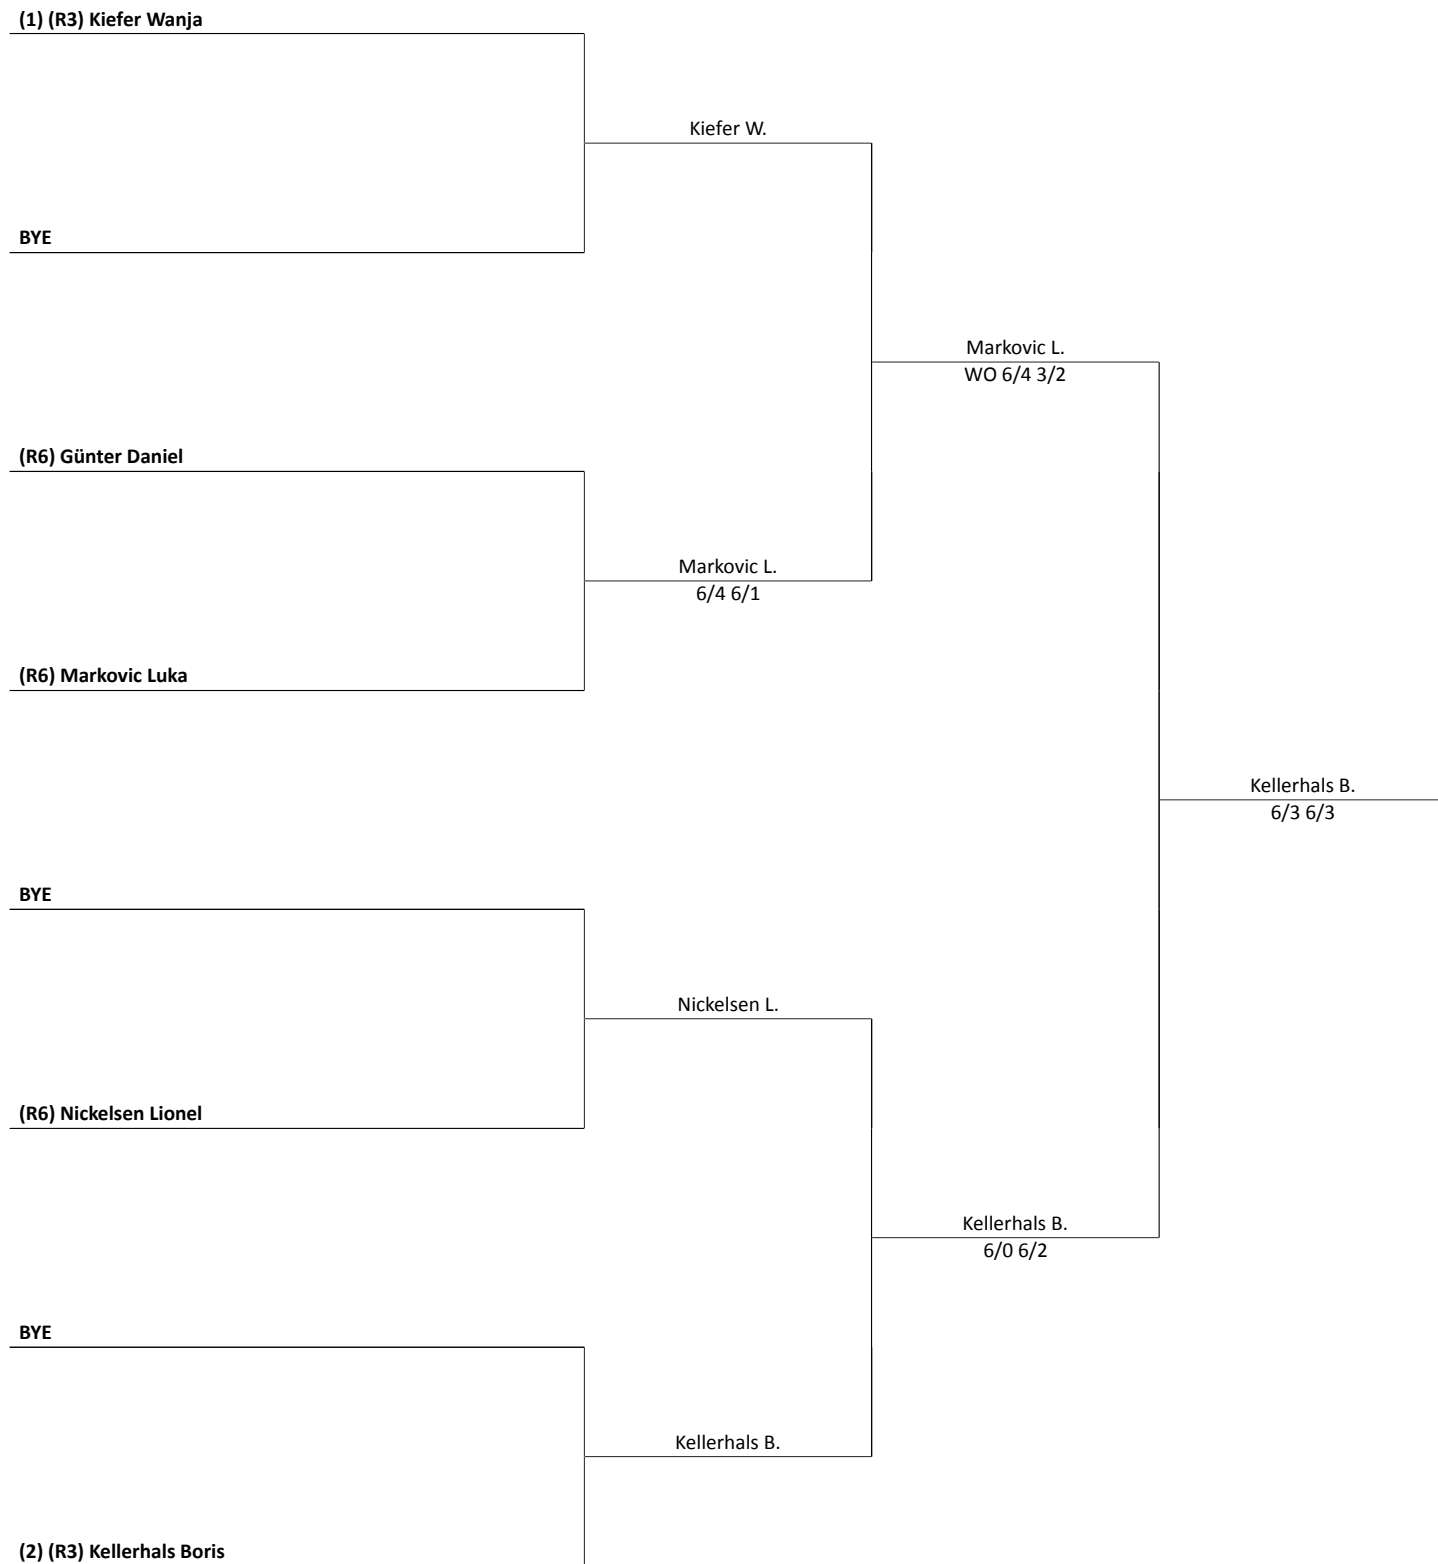 (1) (R3) Kiefer Wanja
Kiefer W.
BYE
Markovic L.
WO 6/4 3/2
(R6) Günter Daniel
Markovic L.
6/4 6/1
(R6) Markovic Luka
Kellerhals B.
6/3 6/3
BYE
Nickelsen L.
(R6) Nickelsen Lionel
Kellerhals B.
6/0 6/2
BYE
Kellerhals B.
(2) (R3) Kellerhals Boris